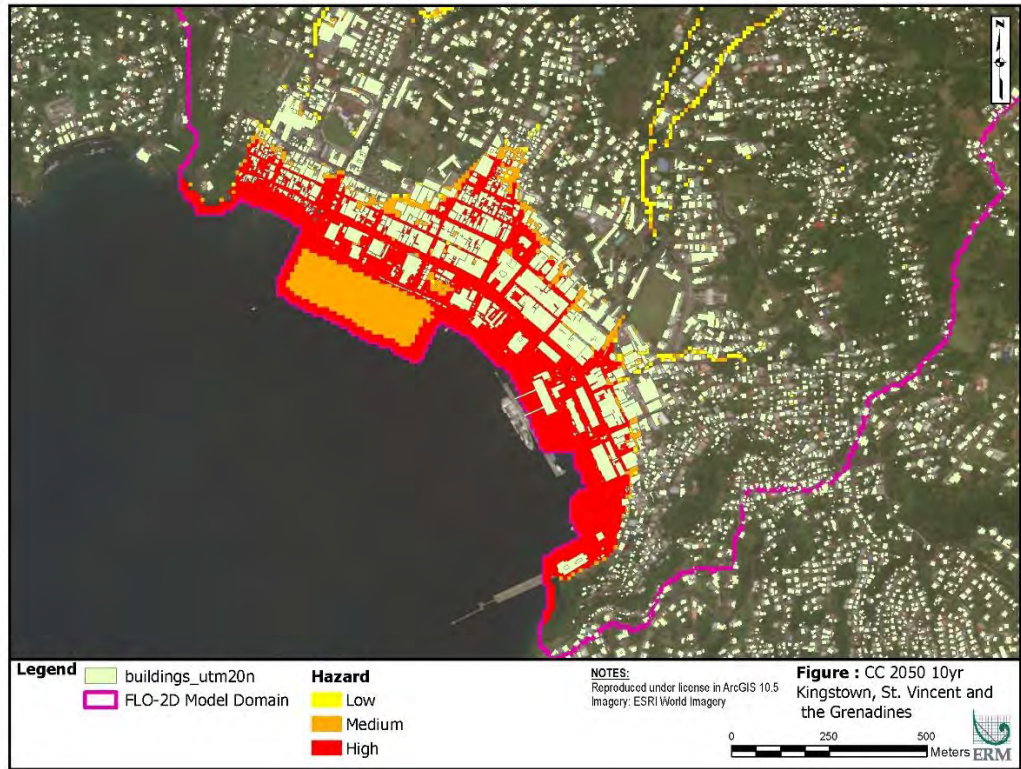 N
Legend
buildings_utm20n
FLO-2D Model Domain
Hazard
Low
Medium
High
NOTES:
Reproduced under license in ArcGIS 10.5
Imagery: ESRI World Imagery
Figure : CC 2050 10yr
Kingstown, St. Vincent and
the Grenadines
0 250 500
Meters
ERM